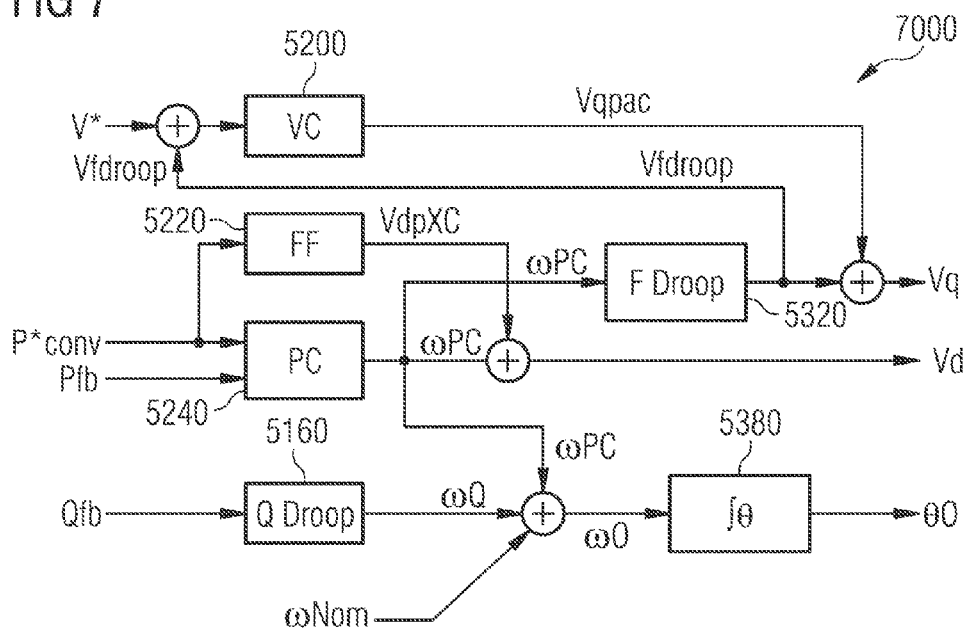 FIG 7
7000
5200
V*
VC
Vqpac
Vfdroop
Vfdroop
5220
FF
VdpXC
ωPC
F Droop
5320
Vq
P*conv
Pfb
PC
ωPC
Vd
5240
5160
ωPC
5380
Qfb
Q Droop
ωQ
ωO
∫θ
θO
ωNom